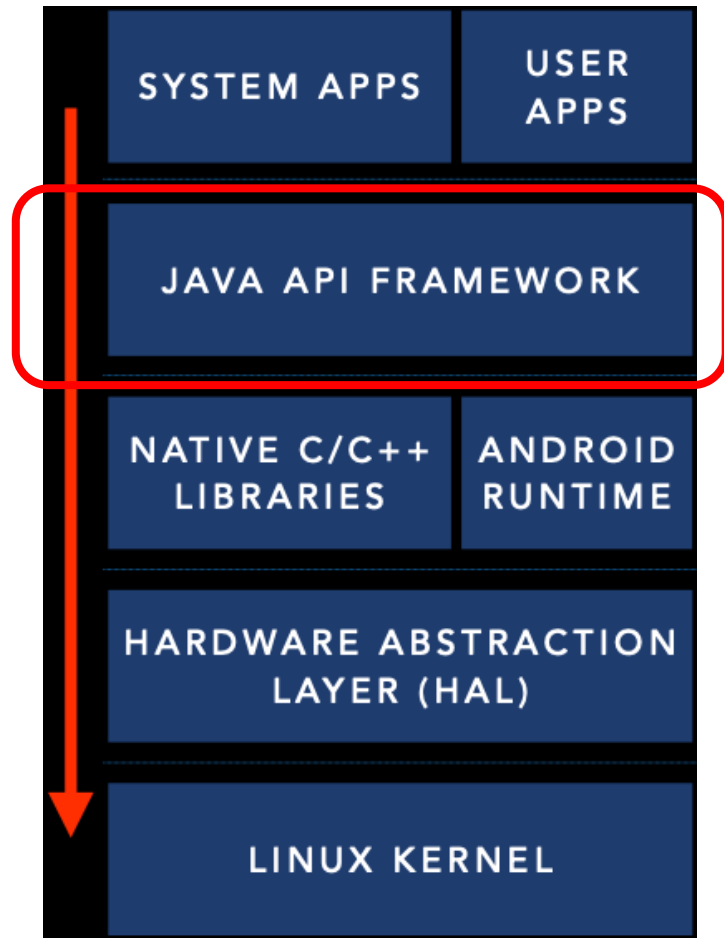 SYSTEM APPS
USER
APPS
JAVA API FRAMEWORK
NATIVE C/C++
LIBRARIES
ANDROID
RUNTIME
HARDWARE ABSTRACTION
LAYER (HAL)
LINUX KERNEL